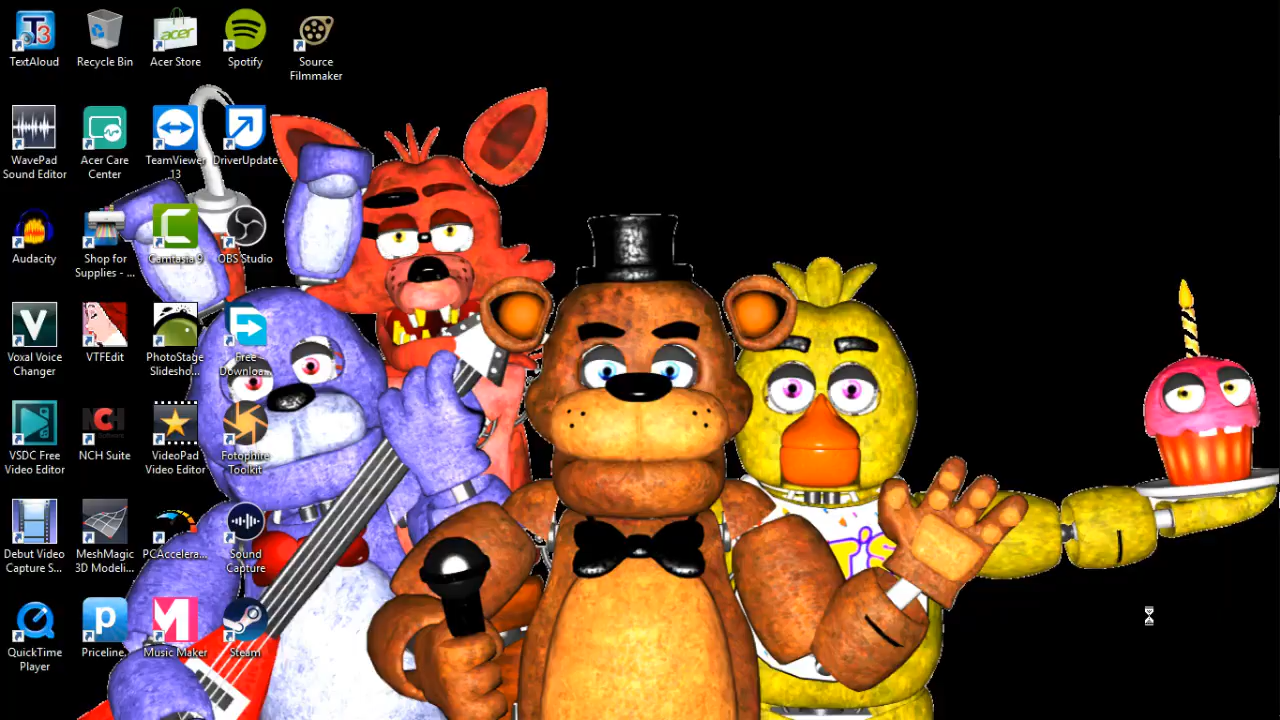 TextAloud
Recycle Bin
Acer Store
Spotify
Source
Filmmaker
WavePad
Sound Editor
Acer Care
Center
TeamViewer
13
DriverUpdate
Audacity
Shop for
Supplies - ...
Camtasia 9
OBS Studio
Voxal Voice
Changer
VTFEdit
PhotoStage
Slidesho...
Free
Downloa...
VSDC Free
Video Editor
NCH Suite
VideoPad
Video Editor
Fotophire
Toolkit
Debut Video
Capture S...
MeshMagic
3D Modeli...
PCAccelera...
Sound
Capture
QuickTime
Player
Priceline.
Music Maker
Steam